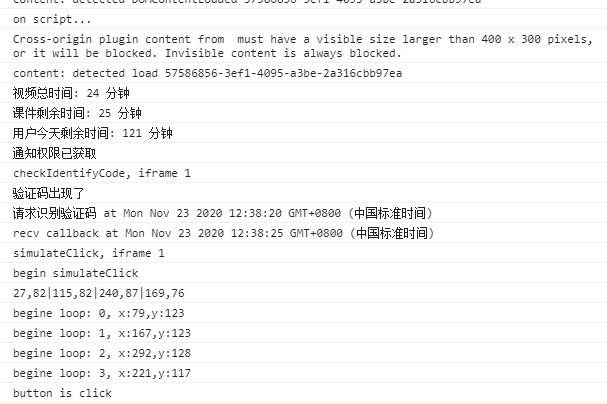 content: detected DOMContentLoaded 57586856-3ef1-4095-a3be-2a316cbb97ea
on script...
Cross-origin plugin content from  must have a visible size larger than 400 x 300 pixels,
or it will be blocked. Invisible content is always blocked.
content: detected load 57586856-3ef1-4095-a3be-2a316cbb97ea
视频总时间: 24 分钟
课件剩余时间: 25 分钟
用户今天剩余时间: 121 分钟
通知权限已获取
checkIdentifyCode, iframe 1
验证码出现了
请求识别验证码 at Mon Nov 23 2020 12:38:20 GMT+0800 (中国标准时间)
recv callback at Mon Nov 23 2020 12:38:25 GMT+0800 (中国标准时间)
simulateClick, iframe 1
begin simulateClick
27,82|115,82|240,87|169,76
begine loop: 0, x:79,y:123
begine loop: 1, x:167,y:123
begine loop: 2, x:292,y:128
begine loop: 3, x:221,y:117
button is click